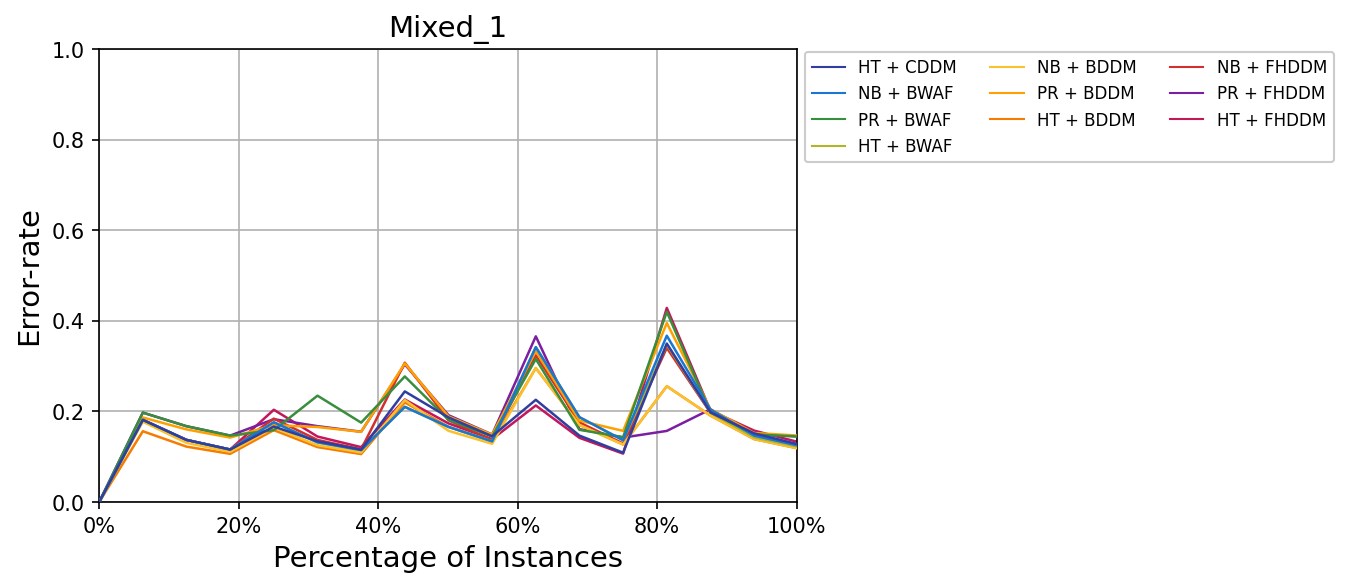 Mixed_1
1.0
0.8
0.6
0.4
0.2
0.0
Error-rate
0% 20% 40% 60% 80% 100%
Percentage of Instances
HT + CDDM NB + BDDM NB + FHDDM
NB + BWAF PR + BDDM PR + FHDDM
PR + BWAF HT + BDDM HT + FHDDM
HT + BWAF